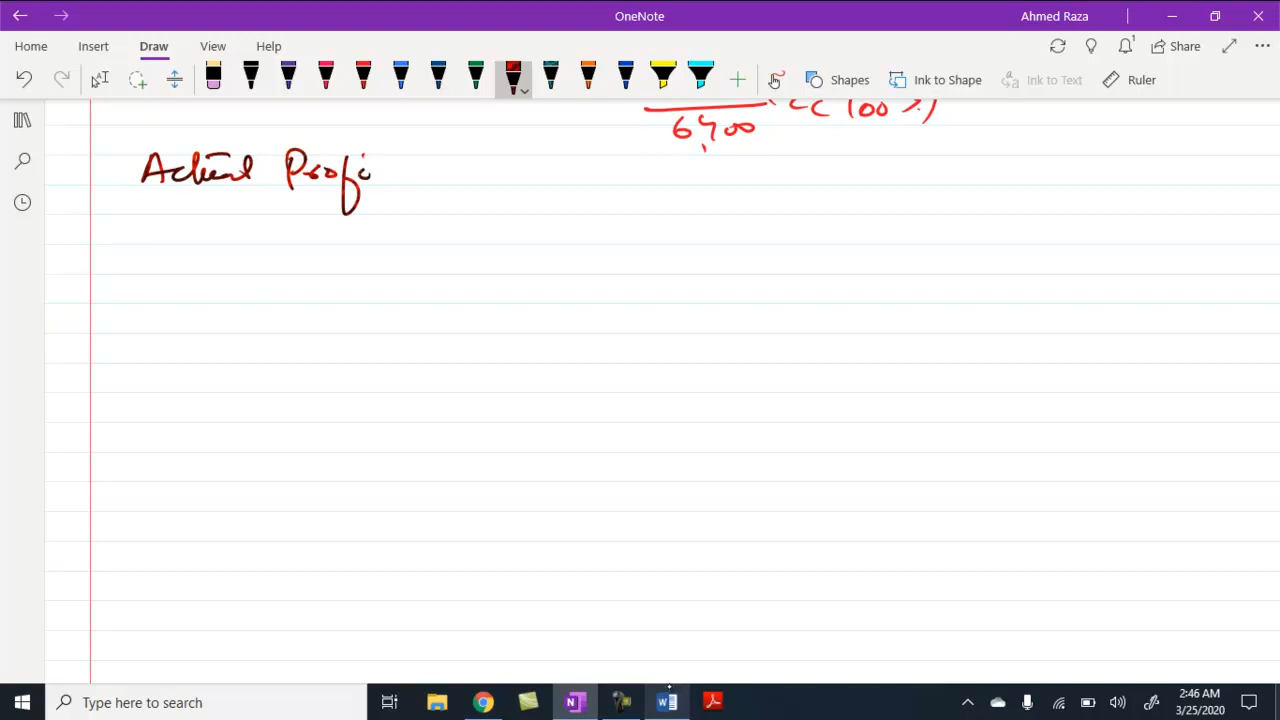 OneNote
Ahmed Raza
Home Insert Draw View Help
Share
Shapes
Ink to Shape
Ink to Text
Ruler
(100 %)
6400
Actual Profi
Type here to search
2:46 AM
3/25/2020